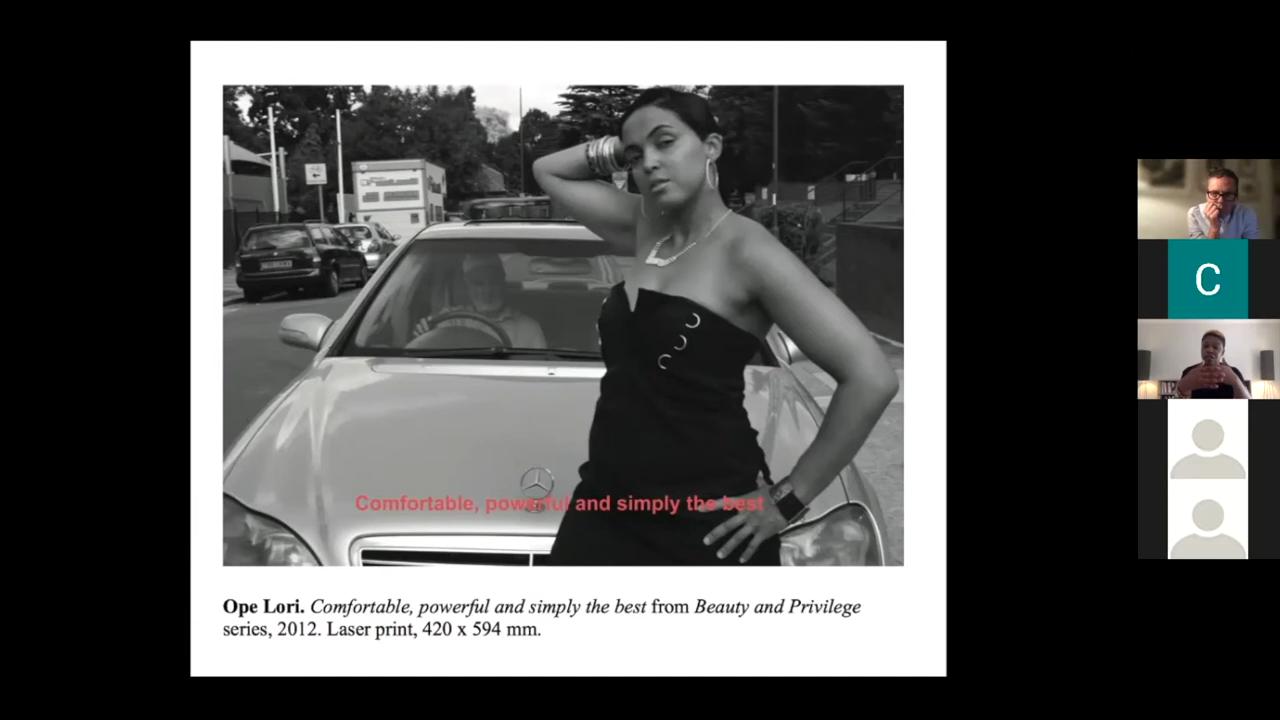 Comfortable, powerful and simply the best
Ope Lori. Comfortable, powerful and simply the best from Beauty and Privilege
series, 2012. Laser print, 420 x 594 mm.
C